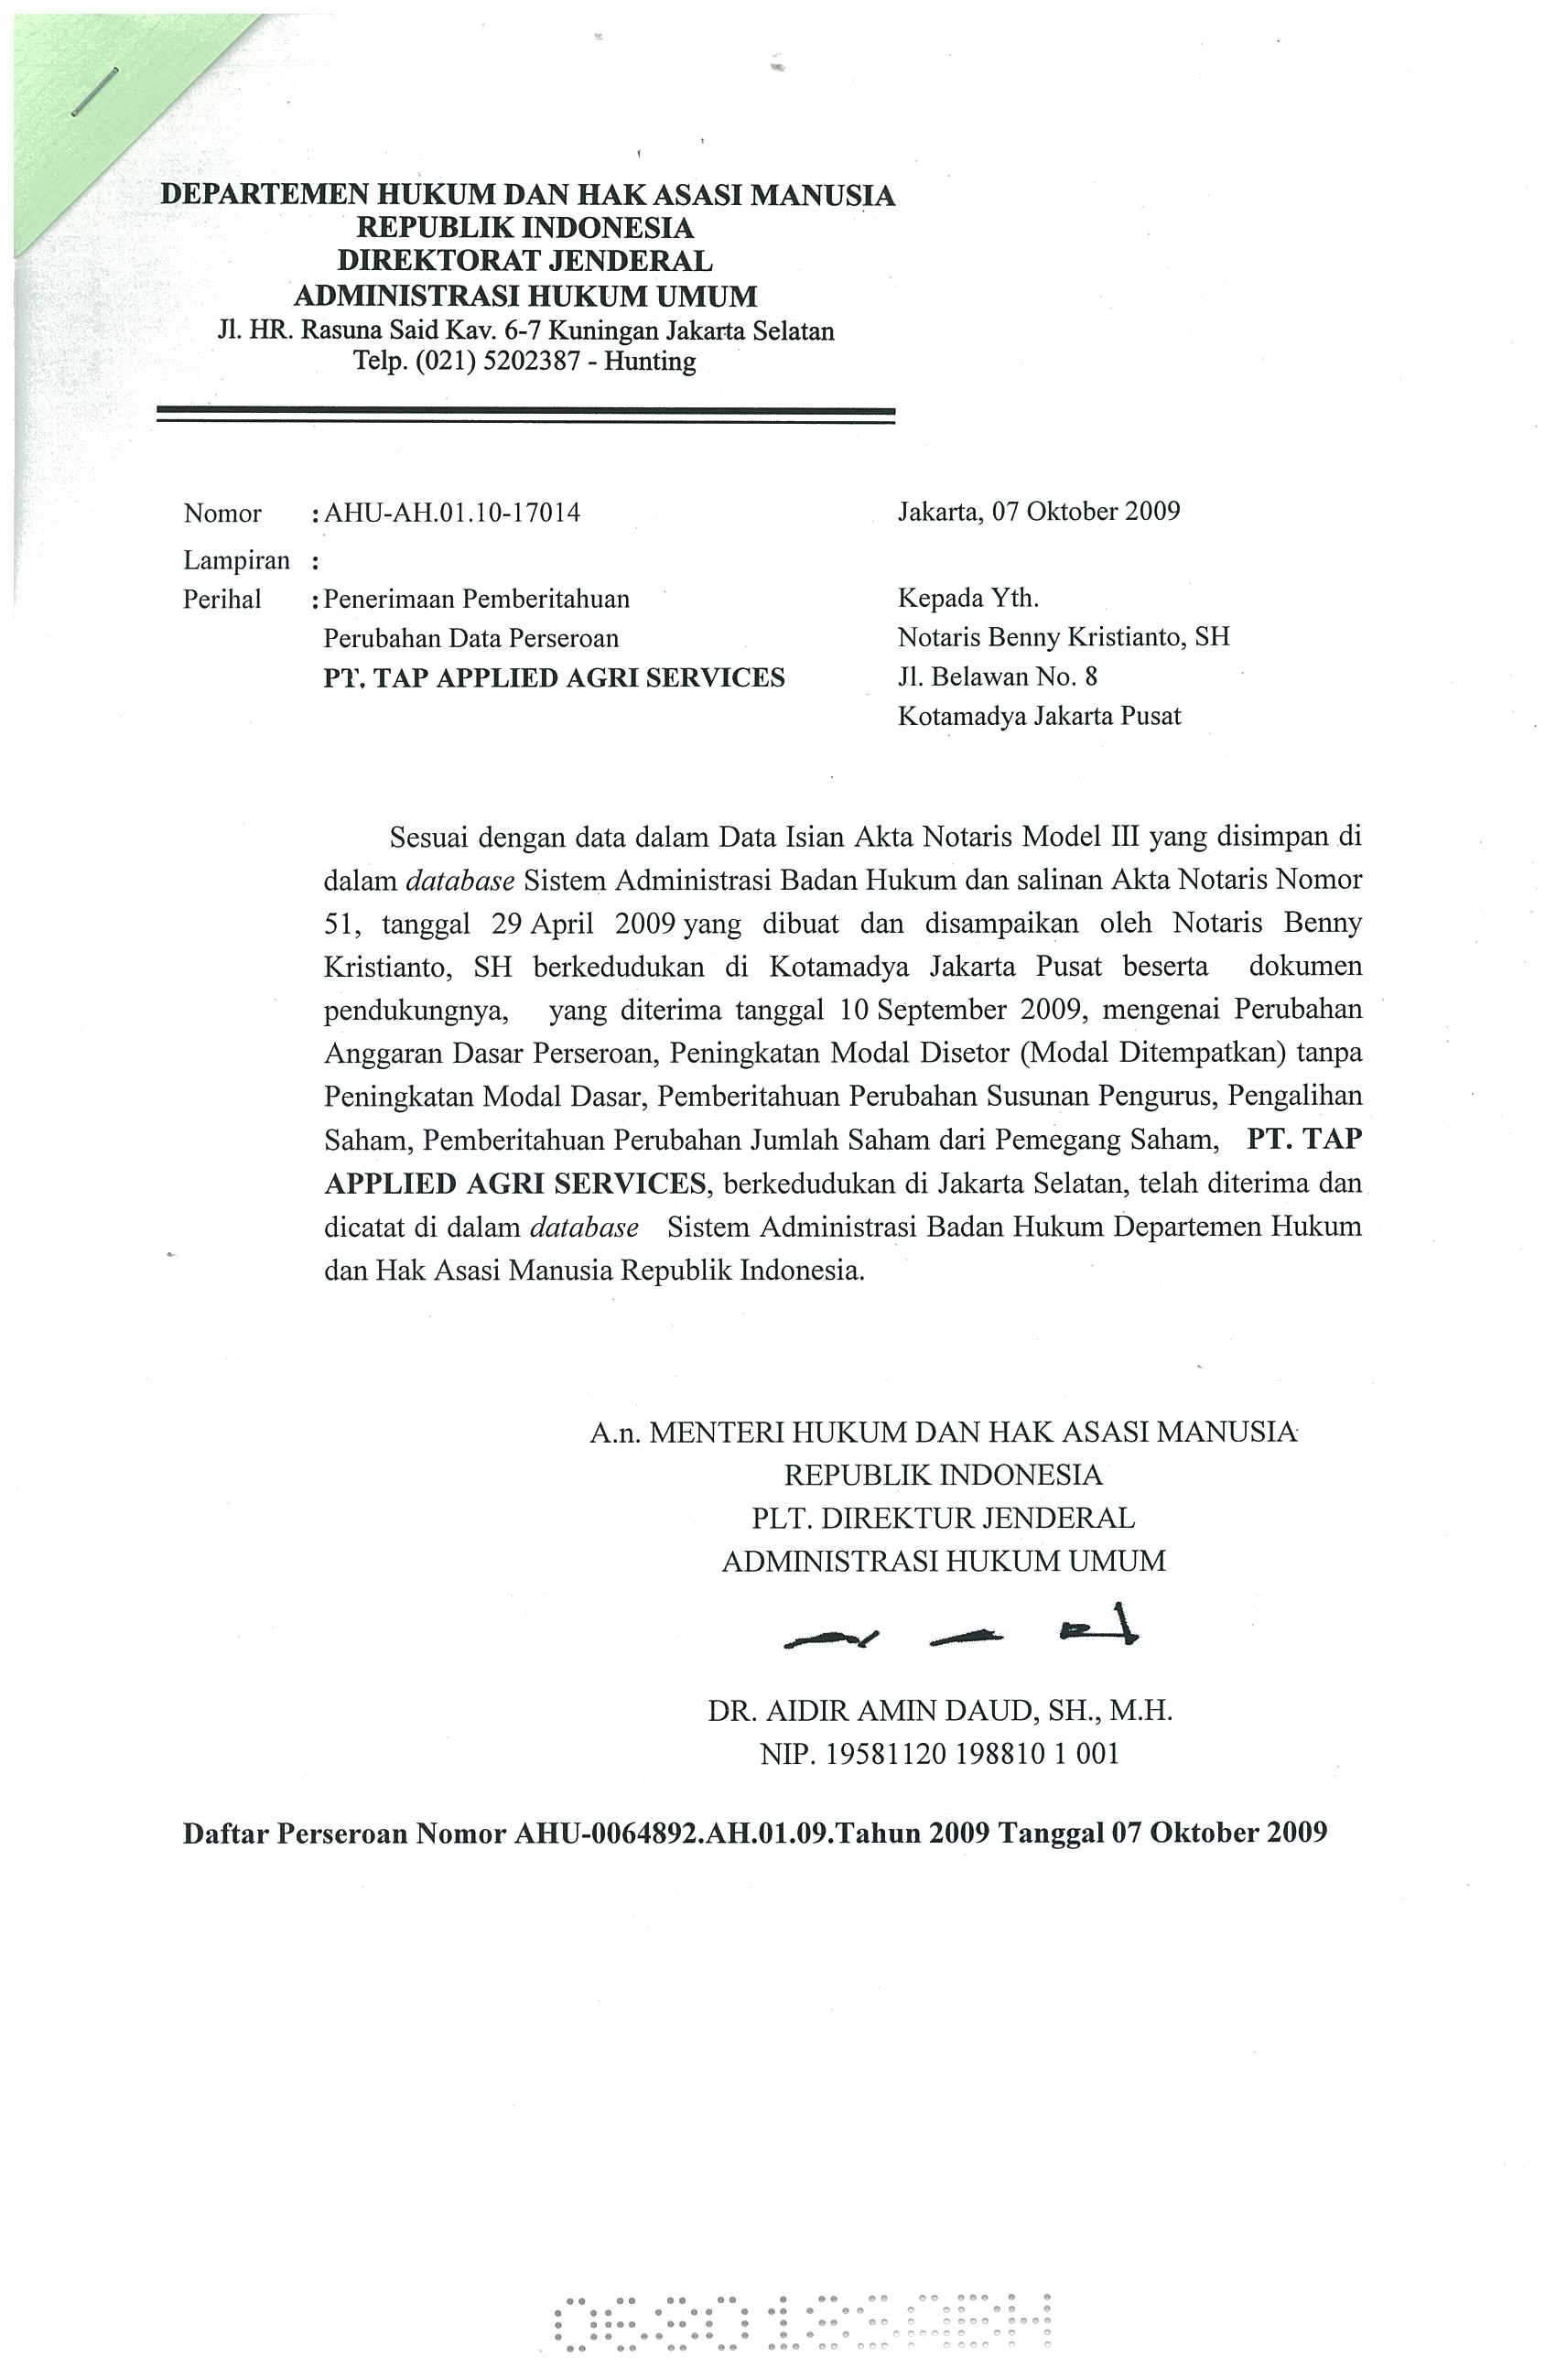 DEPARTEMEN HUKUM DAN HAK ASASI MANUSIA
REPUBLIK INDONESIA
DIREKTORAT JENDERAL
ADMINISTRASI HUKUM UMUM
Jl. HR. Rasuna Said Kav. 6-7 Kuningan Jakarta Selatan
Telp. (021) 5202387 - Hunting
Nomor : AHU-AH.01.10-17014
Jakarta, 07 Oktober 2009
Lampiran :
Perihal : Penerimaan Pemberitahuan
Perubahan Data Perseroan
PT. TAP APPLIED AGRI SERVICES
Kepada Yth.
Notaris Benny Kristianto, SH
Jl. Belawan No. 8
Kotamadya Jakarta Pusat
Sesuai dengan data dalam Data Isian Akta Notaris Model III yang disimpan di
dalam database Sistem Administrasi Badan Hukum dan salinan Akta Notaris Nomor
51, tanggal 29 April 2009 yang dibuat dan disampaikan oleh Notaris Benny
Kristianto, SH berkedudukan di Kotamadya Jakarta Pusat beserta dokumen
pendukungnya, yang diterima tanggal 10 September 2009, mengenai Perubahan
Anggaran Dasar Perseroan, Peningkatan Modal Disetor (Modal Ditempatkan) tanpa
Peningkatan Modal Dasar, Pemberitahuan Perubahan Susunan Pengurus, Pengalihan
Saham, Pemberitahuan Perubahan Jumlah Saham dari Pemegang Saham, PT. TAP
APPLIED AGRI SERVICES, berkedudukan di Jakarta Selatan, telah diterima dan
dicatat di dalam database Sistem Administrasi Badan Hukum Departemen Hukum
dan Hak Asasi Manusia Republik Indonesia.
A.n. MENTERI HUKUM DAN HAK ASASI MANUSIA
REPUBLIK INDONESIA
PLT. DIREKTUR JENDERAL
ADMINISTRASI HUKUM UMUM
DR. AIDIR AMIN DAUD, SH., M.H.
NIP. 19581120 198810 1 001
Daftar Perseroan Nomor AHU-0064892.AH.01.09.Tahun 2009 Tanggal 07 Oktober 2009